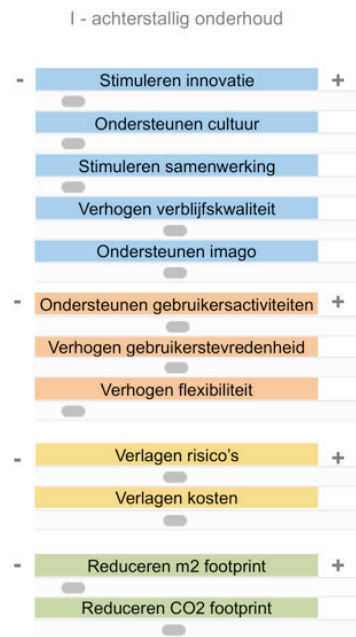 I - achterstallig onderhoud
- Stimuleren innovatie +
Ondersteunen cultuur
Stimuleren samenwerking
Verhogen verblijfskwaliteit
Ondersteunen imago
- Ondersteunen gebruikersactiviteiten +
Verhogen gebruikerstevredenheid
Verhogen flexibiliteit
- Verlagen risico's +
Verlagen kosten
- Reduceren m2 footprint +
Reduceren CO2 footprint